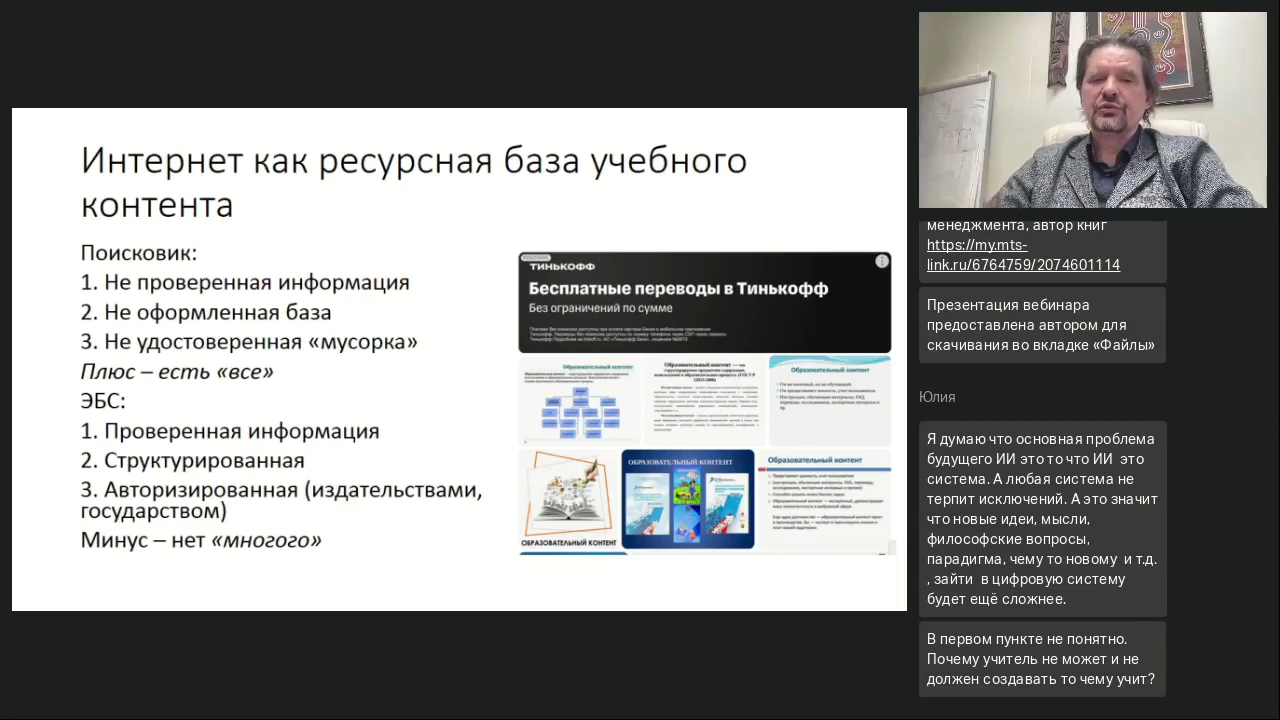 Интернет как ресурсная база учебного
контента
Поисковик:
1. Не проверенная информация
2. Не оформленная база
3. Не удостоверенная «мусорка»
Плюс – есть «все»
ЭБС:
1. Проверенная информация
2. Структурированная
3. Авторизированная (издательствами,
государством)
Минус – нет «многого»
ТИНЬКОФФ
Бесплатные переводы в Тинькофф
Без ограничений по сумме
Образовательный контент
Образовательный контент — это
Образовательный контент
ОБРАЗОВАТЕЛЬНЫЙ КОНТЕНТ
ОБРАЗОВАТЕЛЬНЫЙ КОНТЕНТ
Образовательный контент
менеджмента, автор книг
https://my.mts-
link.ru/6764759/2074601114
Презентация вебинара
предоставлена автором для
скачивания во вкладке «Файлы»
Юлия
Я думаю что основная проблема
будущего ИИ это то что ИИ это
система. А любая система не
терпит исключений. А это значит
что новые идеи, мысли,
философские вопросы,
парадигма, чему то новому и т.д.
, зайти в цифровую систему
будет ещё сложнее.
В первом пункте не понятно.
Почему учитель не может и не
должен создавать то чему учит?